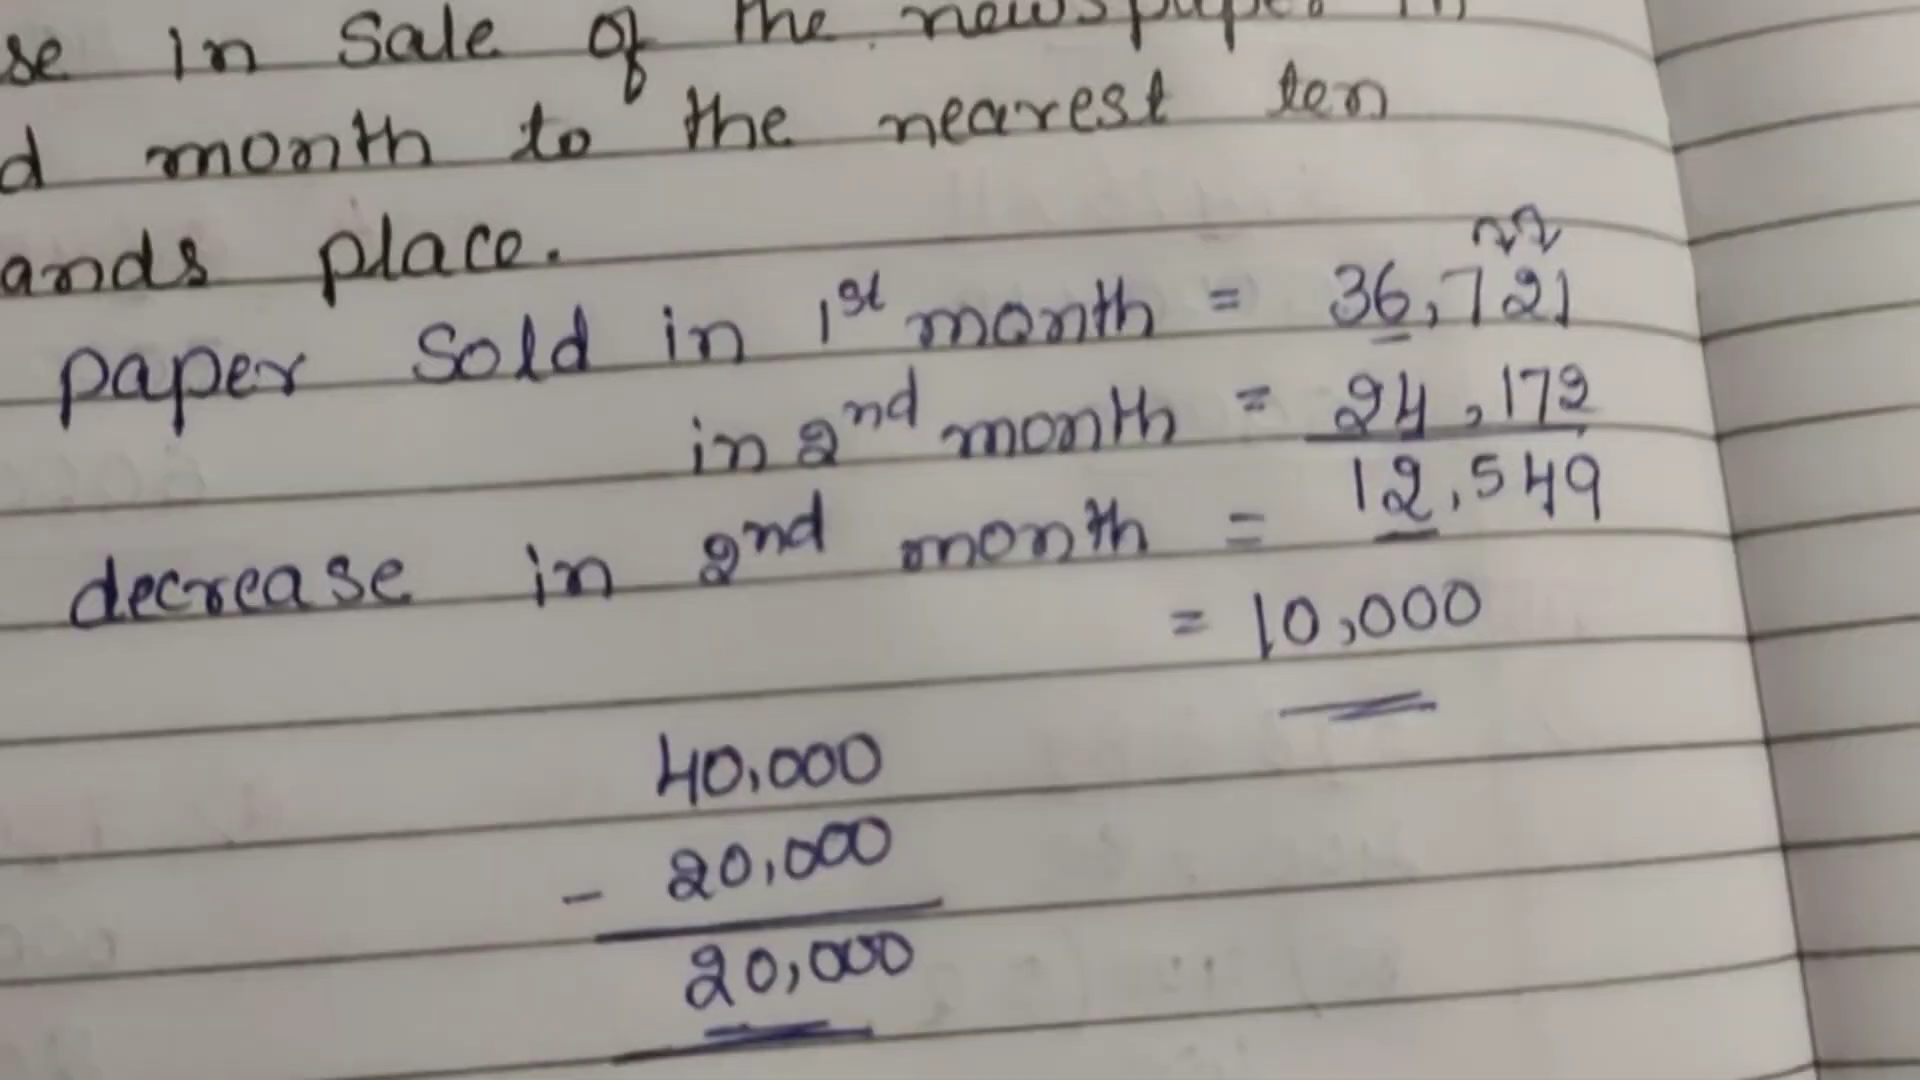 se in sale of the newspaper in
d month to the nearest ten
ands place.
paper sold in 1st month = 36,721
in 2nd month = 24,172
decrease in 2nd month = 12,549
= 10,000
40,000
- 20,000
20,000